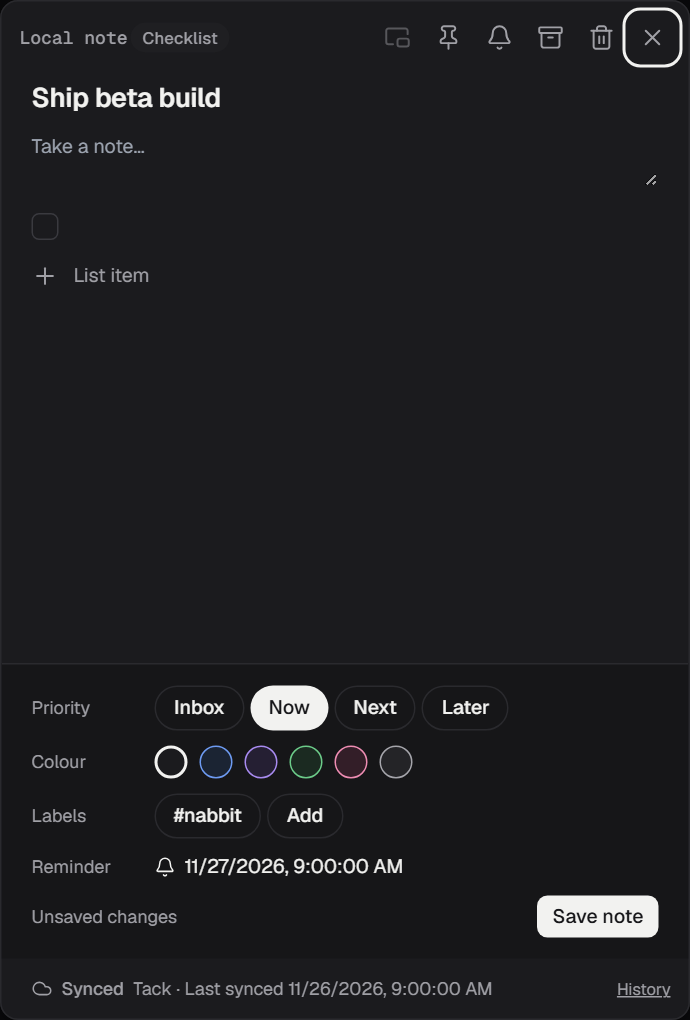 Local note Checklist
Ship beta build
Take a note…
List item
Priority Inbox Now Next Later
Colour
Labels #nabbit Add
Reminder 11/27/2026, 9:00:00 AM
Unsaved changes Save note
Synced Tack · Last synced 11/26/2026, 9:00:00 AM History